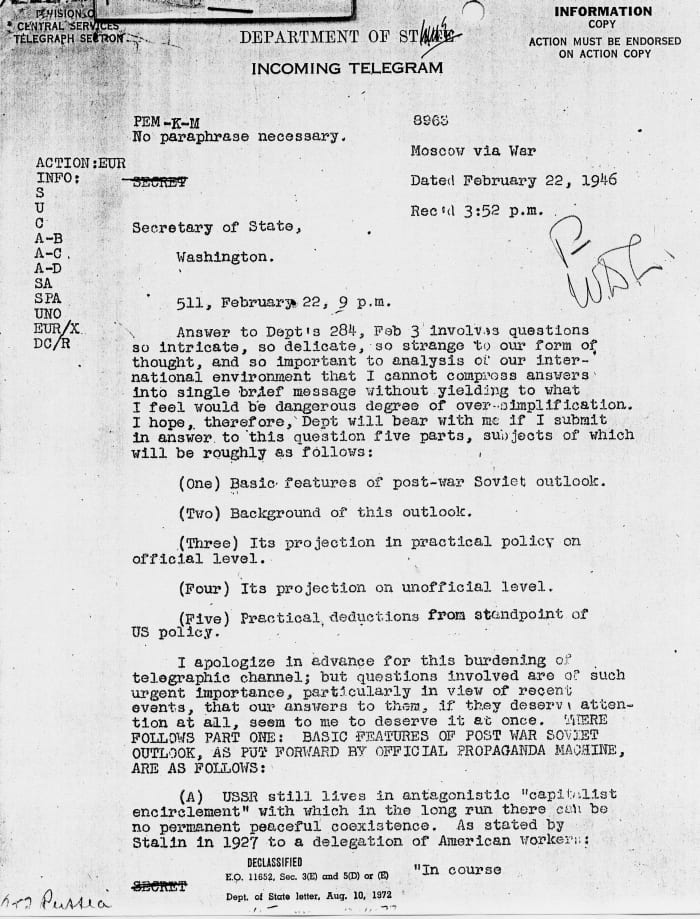 DIVISION O
CENTRAL SERVICES
TELEGRAPH SECTION
DEPARTMENT OF STATE
INCOMING TELEGRAM
INFORMATION
COPY
ACTION MUST BE ENDORSED
ON ACTION COPY
PEM-K-M
No paraphrase necessary.
8963
Moscow via War
ACTION:EUR
INFO:
S
U
C
A-B
A-C
A-D
SA
SPA
UNO
EUR/X
DC/R
SECRET
Dated February 22, 1946
Rec'd 3:52 p.m.
Secretary of State,
Washington.
511, February 22, 9 p.m.
Answer to Dept's 284, Feb 3 involves questions
so intricate, so delicate, so strange to our form of
thought, and so important to analysis of our inter-
national environment that I cannot compress answers
into single brief message without yielding to what
I feel would be dangerous degree of over-simplification.
I hope, therefore, Dept will bear with me if I submit
in answer to this question five parts, subjects of which
will be roughly as follows:
(One) Basic features of post-war Soviet outlook.
(Two) Background of this outlook.
(Three) Its projection in practical policy on
official level.
(Four) Its projection on unofficial level.
(Five) Practical deductions from standpoint of
US policy.
I apologize in advance for this burdening of
telegraphic channel; but questions involved are of such
urgent importance, particularly in view of recent
events, that our answers to them, if they deserve atten-
tion at all, seem to me to deserve it at once. THERE
FOLLOWS PART ONE: BASIC FEATURES OF POST WAR SOVIET
OUTLOOK, AS PUT FORWARD BY OFFICIAL PROPAGANDA MACHINE,
ARE AS FOLLOWS:
(A) USSR still lives in antagonistic "capitalist
encirclement" with which in the long run there can be
no permanent peaceful coexistence. As stated by
Stalin in 1927 to a delegation of American workers:
"In course
DECLASSIFIED
E.O. 11652, Sec. 3(E) and 5(D) or (E)
Dept. of State letter, Aug. 10, 1972
SECRET
Russia